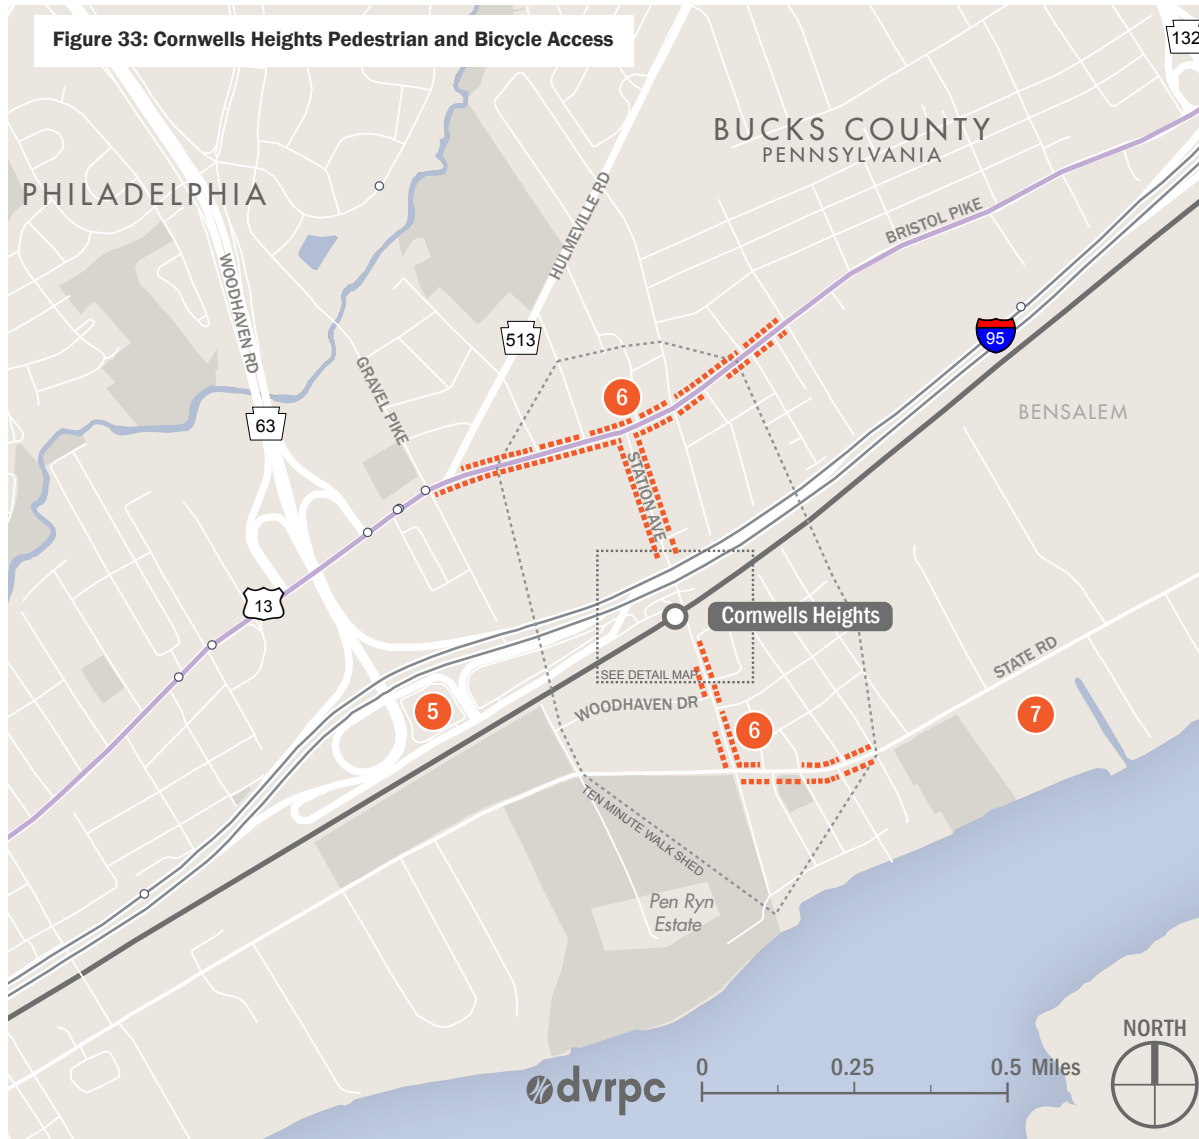 Figure 33: Cornwells Heights Pedestrian and Bicycle Access
132
BUCKS COUNTY
PENNSYLVANIA
PHILADELPHIA
HULMEVILLE RD
BRISTOL PIKE
WOODHAVEN RD
513
95
GRAVEL PIKE
6
BENSALEM
63
STATION AVE
13
Cornwells Heights
SEE DETAIL MAP
STATE RD
WOODHAVEN DR
5
6
7
TEN MINUTE WALK SHED
Pen Ryn
Estate
NORTH
dvrpc
0 0.25 0.5 Miles